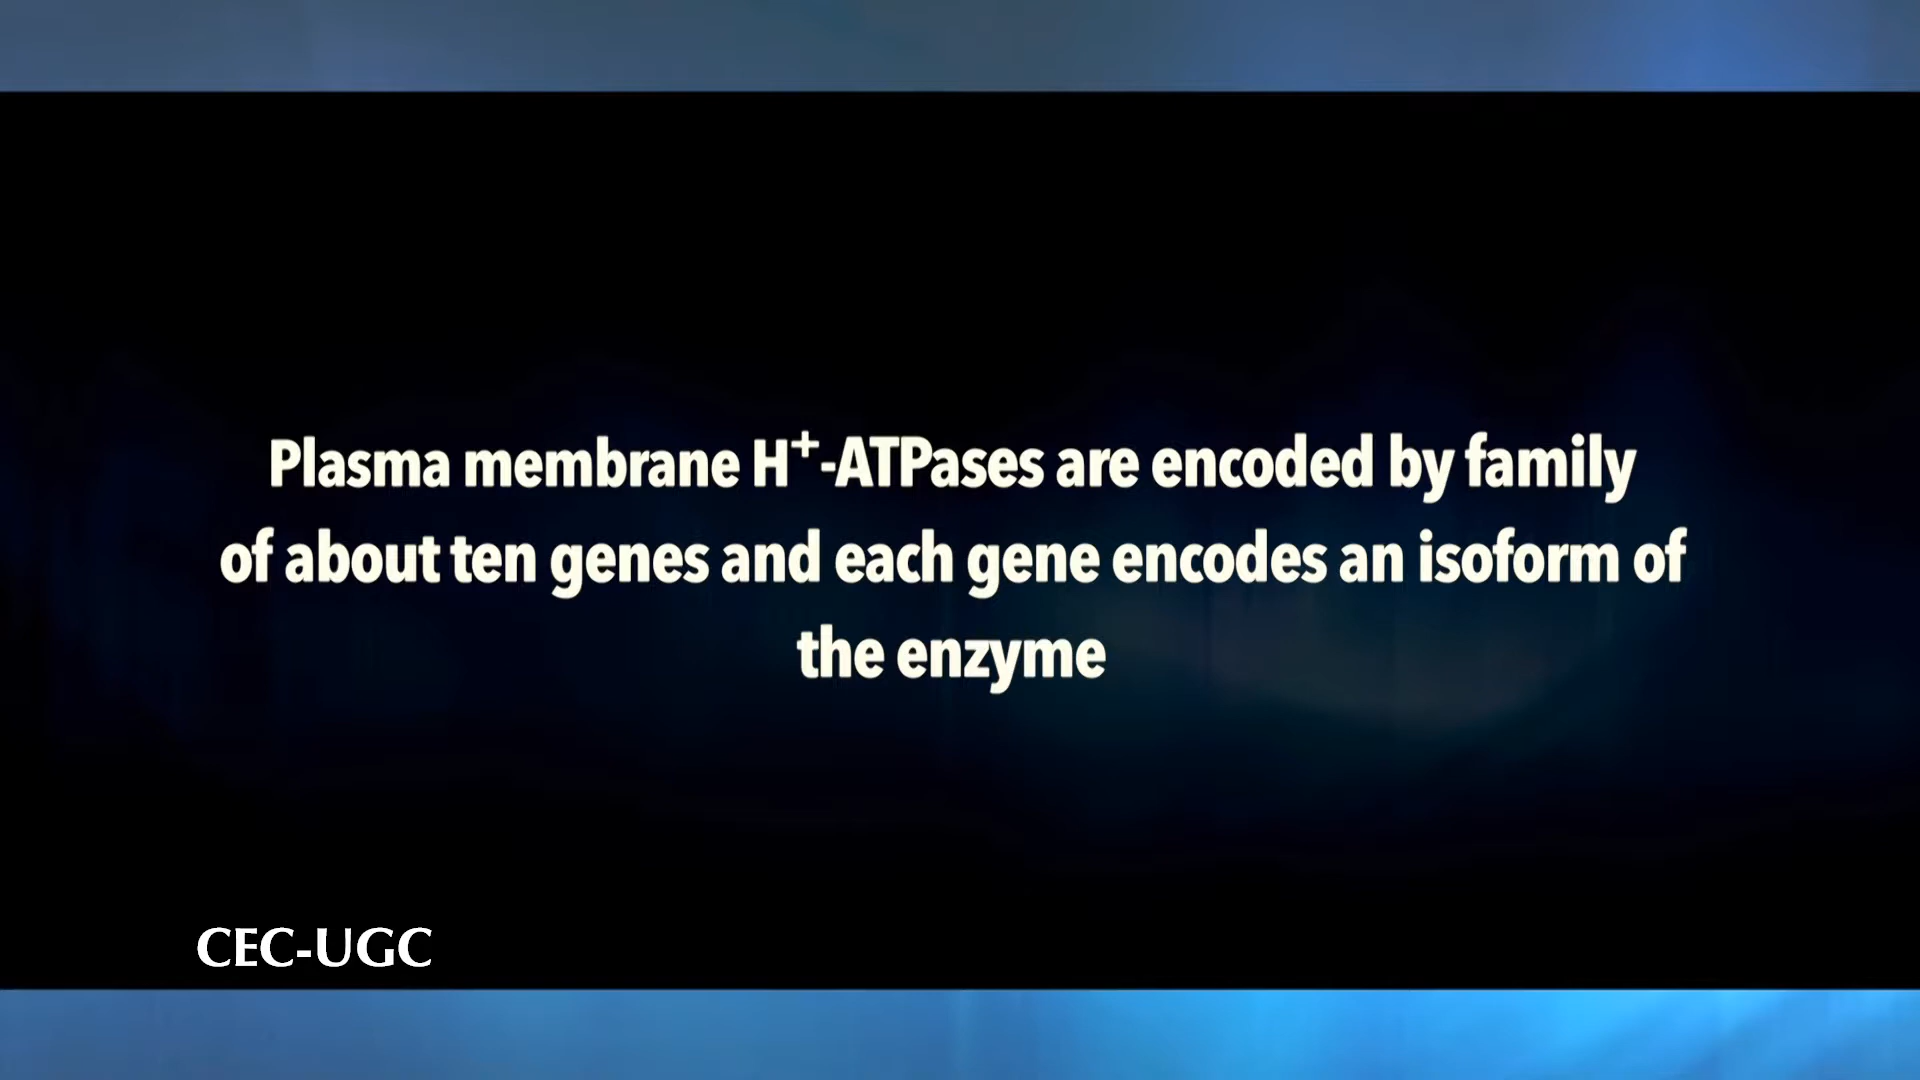 Plasma membrane H⁺-ATPases are encoded by family
of about ten genes and each gene encodes an isoform of
the enzyme
CEC-UGC